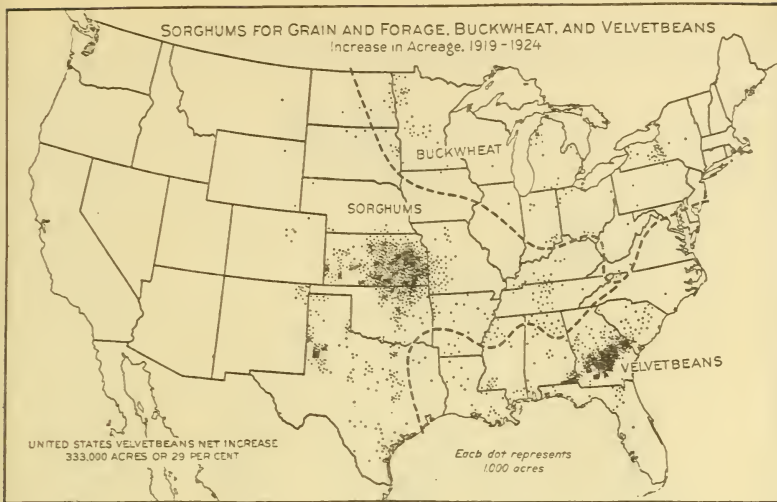 SORGHUMS FOR GRAIN AND FORAGE, BUCKWHEAT, AND VELVETBEANS
Increase in Acreage, 1919-1924
BUCKWHEAT
SORGHUMS
VELVETBEANS
UNITED STATES VELVETBEANS NET INCREASE
333,000 ACRES OR 29 PER CENT
Each dot represents
1,000 acres